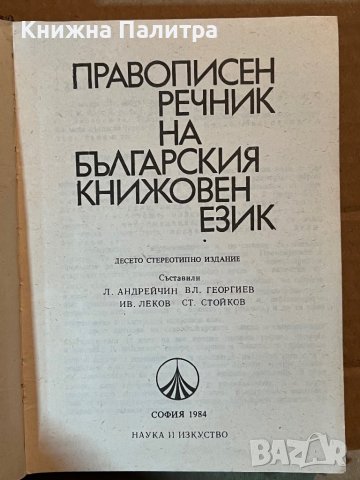 Книжна Палитра
ПРАВОПИСЕН
РЕЧНИК
НА
БЪЛГАРСКИЯ
КНИЖОВЕН
ЕЗИК
ДЕСЕТО СТЕРЕОТИПНО ИЗДАНИЕ
Съставили
Л. АНДРЕЙЧИН ВЛ. ГЕОРГИЕВ
ИВ. ЛЕКОВ СТ. СТОЙКОВ
СОФИЯ 1984
НАУКА И ИЗКУСТВО
BAZAR